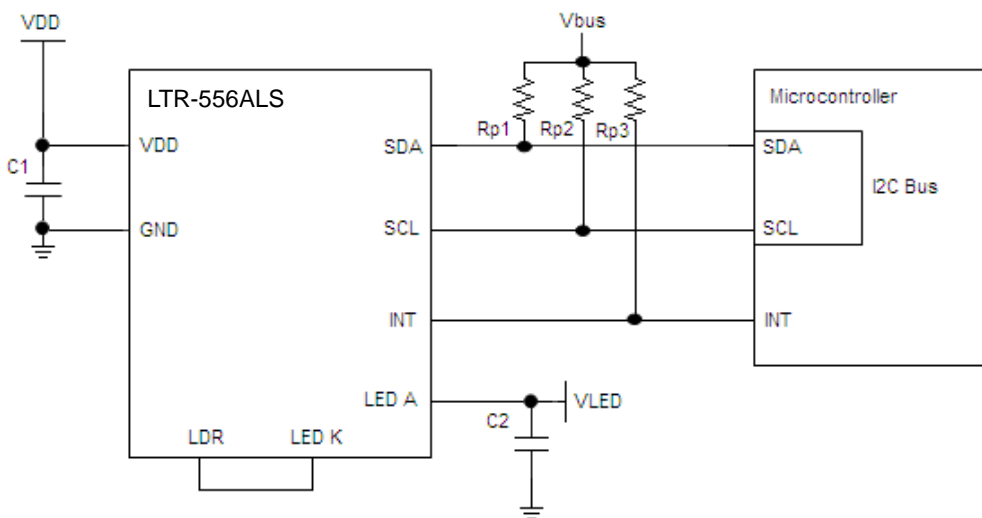 VDD
Vbus
LTR-556ALS
Microcontroller
Rp1
Rp2
Rp3
C1
VDD
SDA
SDA
I2C Bus
GND
SCL
SCL
INT
INT
LED A
C2
VLED
LDR
LED K